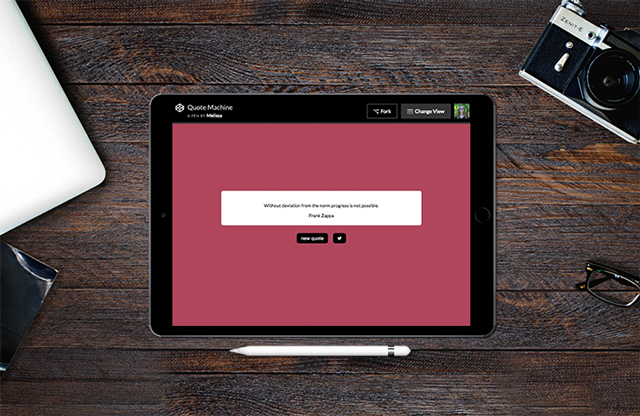 ZENIT-E
Quote Machine
A PEN BY Melissa
Fork
Change View
Without deviation from the norm progress is not possible.
Frank Zappa
new quote